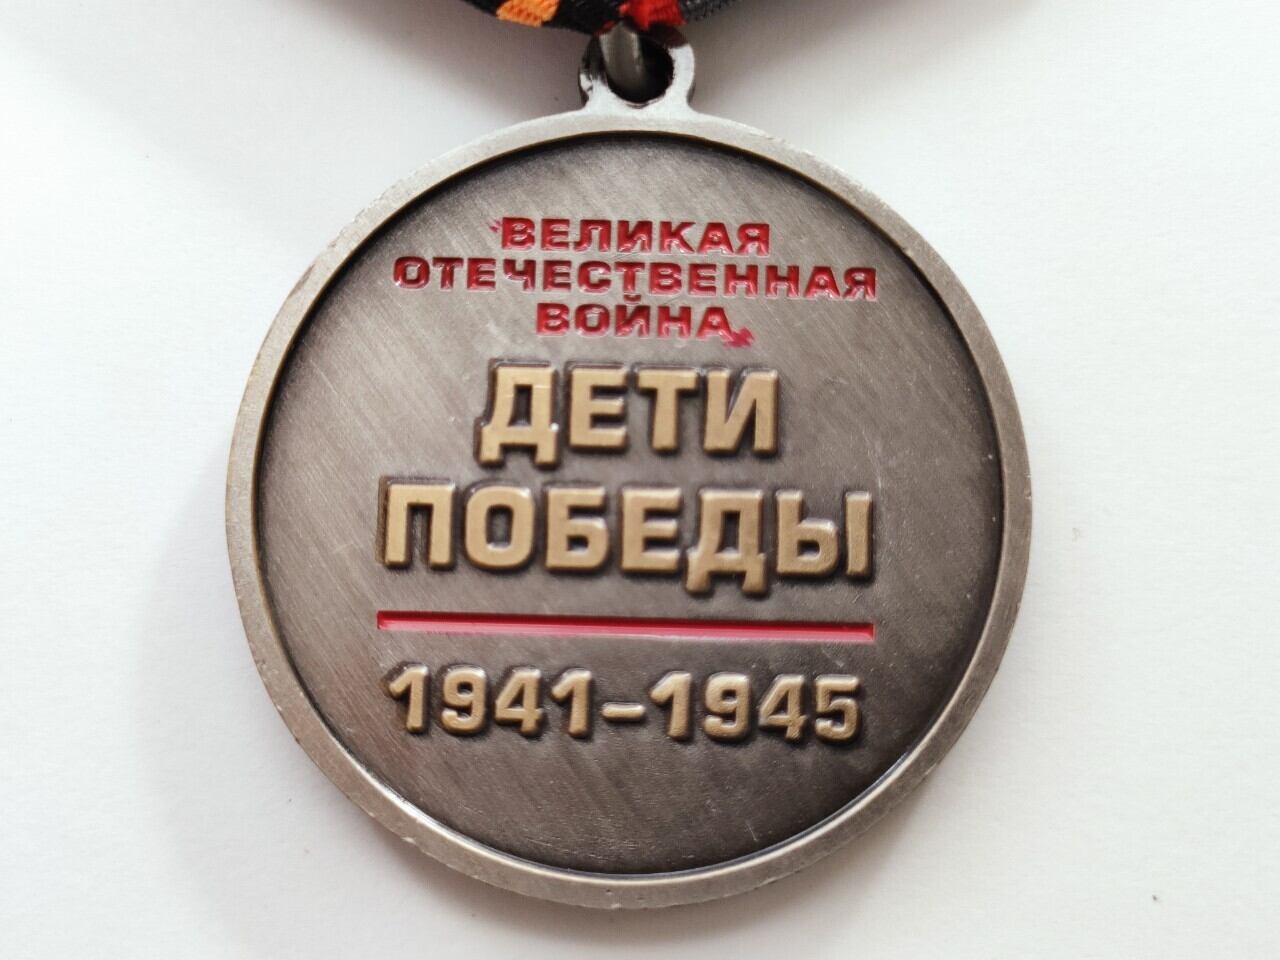 ВЕЛИКАЯ
ОТЕЧЕСТВЕННАЯ
ВОЙНА
ДЕТИ
ПОБЕДЫ
1941-1945